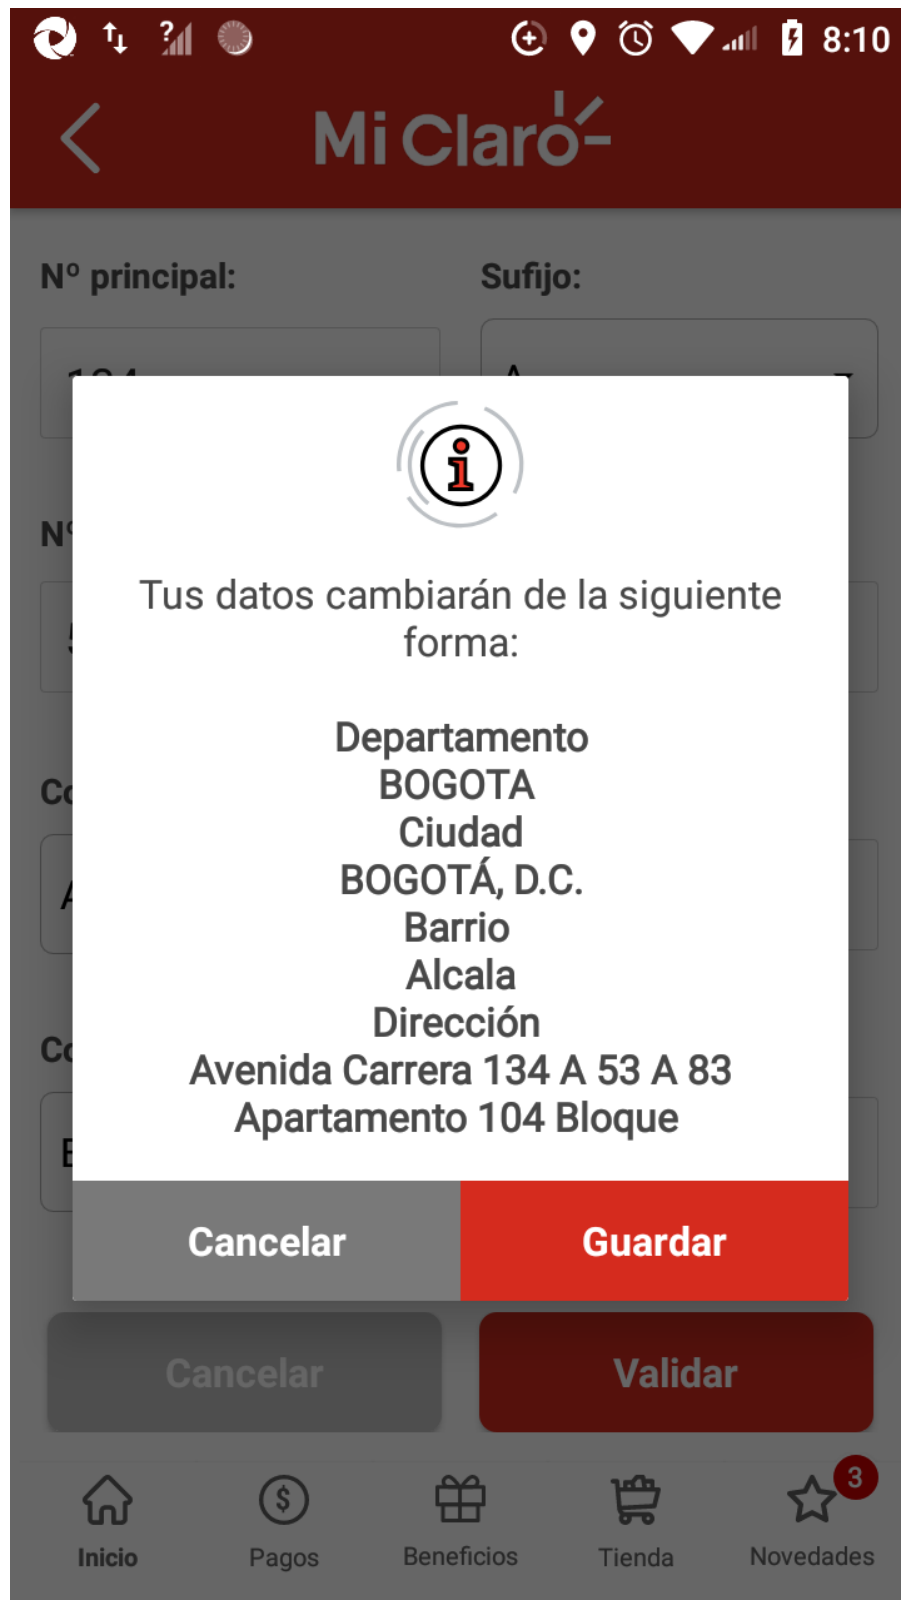 8:10
Mi Claro
Nº principal:
Sufijo:
Tus datos cambiarán de la siguiente
forma:
Departamento
BOGOTA
Ciudad
BOGOTÁ, D.C.
Barrio
Alcala
Dirección
Avenida Carrera 134 A 53 A 83
Apartamento 104 Bloque
Cancelar
Guardar
Cancelar
Validar
3
Inicio
Pagos
Beneficios
Tienda
Novedades